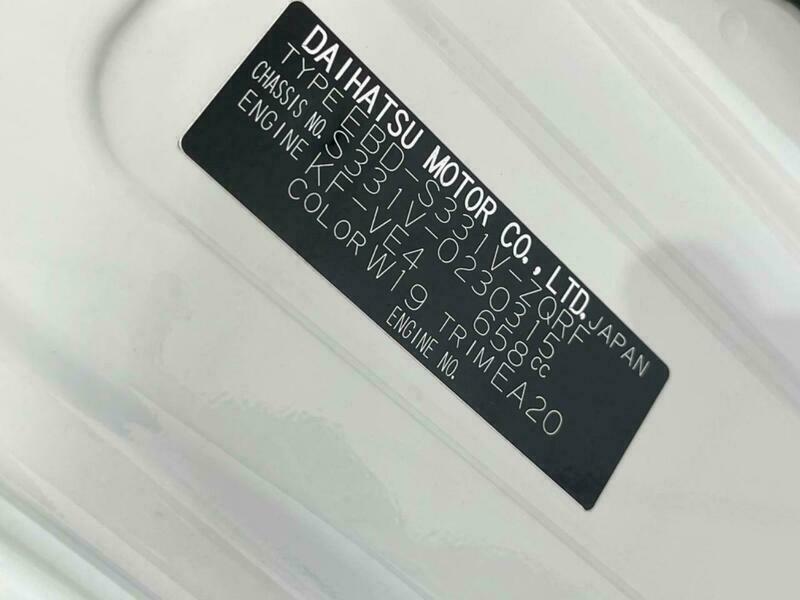 DAIHATSU MOTOR CO., LTD. JAPAN
TYPE EBD-S331V-ZQRF
CHASSIS NO. S331V-0230315
ENGINE KF-VE4 658cc
COLOR W19 TRIM EA20
ENGINE NO.